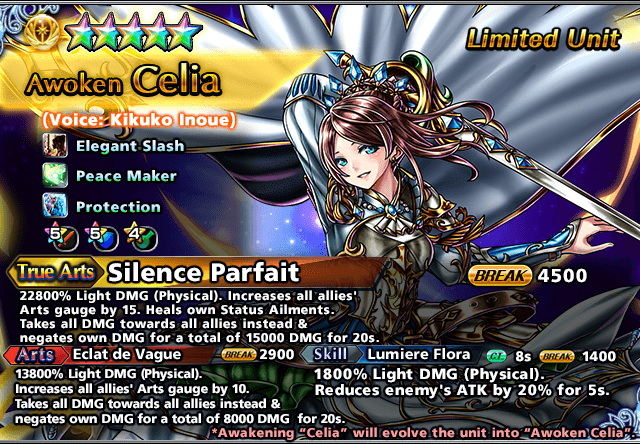 Limited Unit
Awoken Celia
(Voice: Kikuko Inoue)
Elegant Slash
Peace Maker
Protection
5 5 4
True Arts Silence Parfait BREAK 4500
22800% Light DMG (Physical). Increases all allies'
Arts gauge by 15. Heals own Status Ailments.
Takes all DMG towards all allies instead &
negates own DMG for a total of 15000 DMG for 20s.
Arts Eclat de Vague BREAK 2900
13800% Light DMG (Physical).
Increases all allies' Arts gauge by 10.
Takes all DMG towards all allies instead &
negates own DMG for a total of 8000 DMG for 20s.
Skill Lumiere Flora CT 8s BREAK 1400
1800% Light DMG (Physical).
Reduces enemy's ATK by 20% for 5s.
*Awakening "Celia" will evolve the unit into "Awoken Celia"